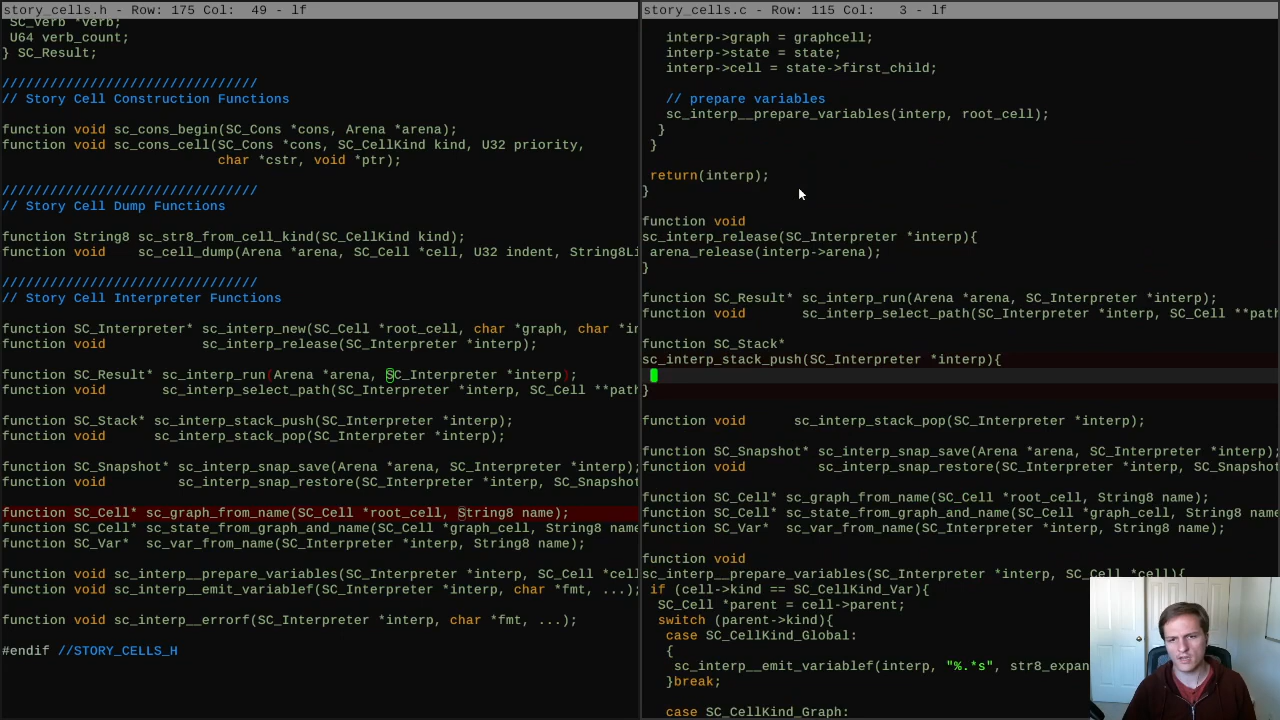 story_cells.h - Row: 175 Col:  49 - lf
 SC_Verb *verb;
 U64 verb_count;
} SC_Result;
////////////////////////////////
// Story Cell Construction Functions
function void sc_cons_begin(SC_Cons *cons, Arena *arena);
function void sc_cons_cell(SC_Cons *cons, SC_CellKind kind, U32 priority,
                           char *cstr, void *ptr);
////////////////////////////////
// Story Cell Dump Functions
function String8 sc_str8_from_cell_kind(SC_CellKind kind);
function void    sc_cell_dump(Arena *arena, SC_Cell *cell, U32 indent, String8Li
////////////////////////////////
// Story Cell Interpreter Functions
function SC_Interpreter* sc_interp_new(SC_Cell *root_cell, char *graph, char *in
function void            sc_interp_release(SC_Interpreter *interp);
function SC_Result* sc_interp_run(Arena *arena, SC_Interpreter *interp);
function void       sc_interp_select_path(SC_Interpreter *interp, SC_Cell **path
function SC_Stack* sc_interp_stack_push(SC_Interpreter *interp);
function void      sc_interp_stack_pop(SC_Interpreter *interp);
function SC_Snapshot* sc_interp_snap_save(Arena *arena, SC_Interpreter *interp);
function void         sc_interp_snap_restore(SC_Interpreter *interp, SC_Snapshot
function SC_Cell* sc_graph_from_name(SC_Cell *root_cell, String8 name);
function SC_Cell* sc_state_from_graph_and_name(SC_Cell *graph_cell, String8 name
function SC_Var*  sc_var_from_name(SC_Interpreter *interp, String8 name);
function void sc_interp__prepare_variables(SC_Interpreter *interp, SC_Cell *cell
function void sc_interp__emit_variablef(SC_Interpreter *interp, char *fmt, ...);
function void sc_interp__errorf(SC_Interpreter *interp, char *fmt, ...);
#endif //STORY_CELLS_H
story_cells.c - Row: 115 Col:   3 - lf
   interp->graph = graphcell;
   interp->state = state;
   interp->cell = state->first_child;
   // prepare variables
   sc_interp__prepare_variables(interp, root_cell);
  }
 }
 return(interp);
}
function void
sc_interp_release(SC_Interpreter *interp){
 arena_release(interp->arena);
}
function SC_Result* sc_interp_run(Arena *arena, SC_Interpreter *interp);
function void       sc_interp_select_path(SC_Interpreter *interp, SC_Cell **path
function SC_Stack*
sc_interp_stack_push(SC_Interpreter *interp){
}
function void      sc_interp_stack_pop(SC_Interpreter *interp);
function SC_Snapshot* sc_interp_snap_save(Arena *arena, SC_Interpreter *interp);
function void         sc_interp_snap_restore(SC_Interpreter *interp, SC_Snapshot
function SC_Cell* sc_graph_from_name(SC_Cell *root_cell, String8 name);
function SC_Cell* sc_state_from_graph_and_name(SC_Cell *graph_cell, String8 name
function SC_Var*  sc_var_from_name(SC_Interpreter *interp, String8 name);
function void
sc_interp__prepare_variables(SC_Interpreter *interp, SC_Cell *cell){
 if (cell->kind == SC_CellKind_Var){
  SC_Cell *parent = cell->parent;
  switch (parent->kind){
   case SC_CellKind_Global:
   {
    sc_interp__emit_variablef(interp, "%.*s", str8_expan
   }break;
   case SC_CellKind_Graph: